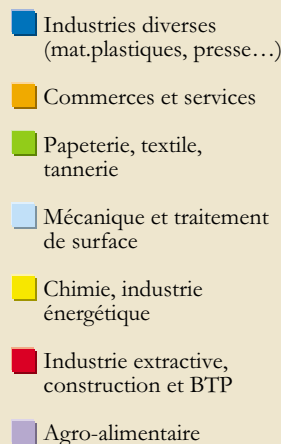 Industries diverses
(mat.plastiques, presse…)
Commerces et services
Papeterie, textile,
tannerie
Mécanique et traitement
de surface
Chimie, industrie
énergétique
Industrie extractive,
construction et BTP
Agro-alimentaire